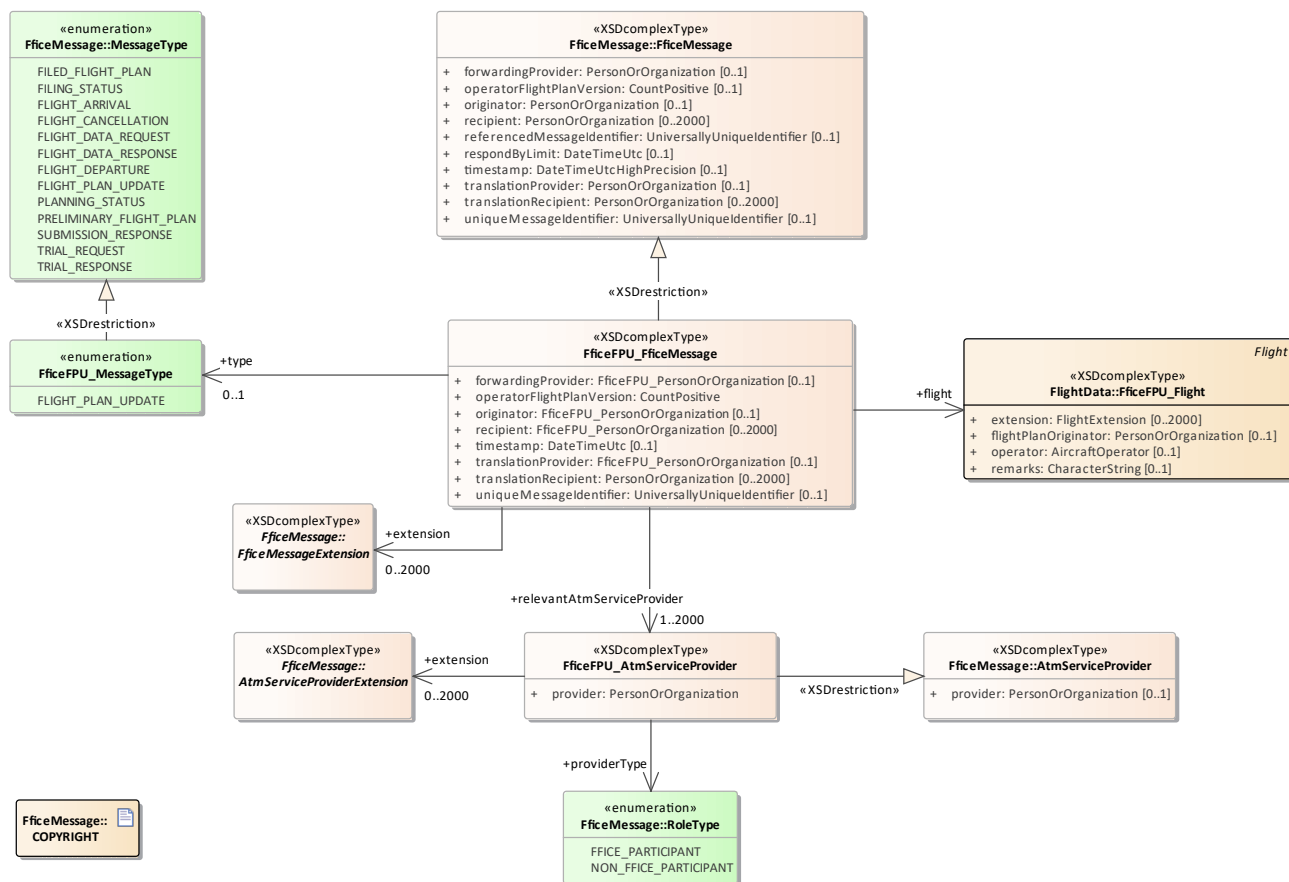 «enumeration»
FficeMessage::MessageType
FILED_FLIGHT_PLAN
FILING_STATUS
FLIGHT_ARRIVAL
FLIGHT_CANCELLATION
FLIGHT_DATA_REQUEST
FLIGHT_DATA_RESPONSE
FLIGHT_DEPARTURE
FLIGHT_PLAN_UPDATE
PLANNING_STATUS
PRELIMINARY_FLIGHT_PLAN
SUBMISSION_RESPONSE
TRIAL_REQUEST
TRIAL_RESPONSE
«XSDcomplexType»
FficeMessage::FficeMessage
+ forwardingProvider: PersonOrOrganization [0..1]
+ operatorFlightPlanVersion: CountPositive [0..1]
+ originator: PersonOrOrganization [0..1]
+ recipient: PersonOrOrganization [0..2000]
+ referencedMessageIdentifier: UniversallyUniqueIdentifier [0..1]
+ respondByLimit: DateTimeUtc [0..1]
+ timestamp: DateTimeUtcHighPrecision [0..1]
+ translationProvider: PersonOrOrganization [0..1]
+ translationRecipient: PersonOrOrganization [0..2000]
+ uniqueMessageIdentifier: UniversallyUniqueIdentifier [0..1]
«XSDrestriction»
«XSDrestriction»
«enumeration»
FficeFPU_MessageType
FLIGHT_PLAN_UPDATE
+type
0..1
«XSDcomplexType»
FficeFPU_FficeMessage
+ forwardingProvider: FficeFPU_PersonOrOrganization [0..1]
+ operatorFlightPlanVersion: CountPositive
+ originator: FficeFPU_PersonOrOrganization [0..1]
+ recipient: FficeFPU_PersonOrOrganization [0..2000]
+ timestamp: DateTimeUtc [0..1]
+ translationProvider: FficeFPU_PersonOrOrganization [0..1]
+ translationRecipient: PersonOrOrganization [0..2000]
+ uniqueMessageIdentifier: UniversallyUniqueIdentifier [0..1]
+flight
Flight
«XSDcomplexType»
FlightData::FficeFPU_Flight
+ extension: FlightExtension [0..2000]
+ flightPlanOriginator: PersonOrOrganization [0..1]
+ operator: AircraftOperator [0..1]
+ remarks: CharacterString [0..1]
«XSDcomplexType»
FficeMessage::
FficeMessageExtension
+extension
0..2000
+relevantAtmServiceProvider
1..2000
«XSDcomplexType»
FficeMessage::
AtmServiceProviderExtension
+extension
0..2000
«XSDcomplexType»
FficeFPU_AtmServiceProvider
+ provider: PersonOrOrganization
«XSDrestriction»
«XSDcomplexType»
FficeMessage::AtmServiceProvider
+ provider: PersonOrOrganization [0..1]
+providerType
«enumeration»
FficeMessage::RoleType
FFICE_PARTICIPANT
NON_FFICE_PARTICIPANT
FficeMessage::
COPYRIGHT